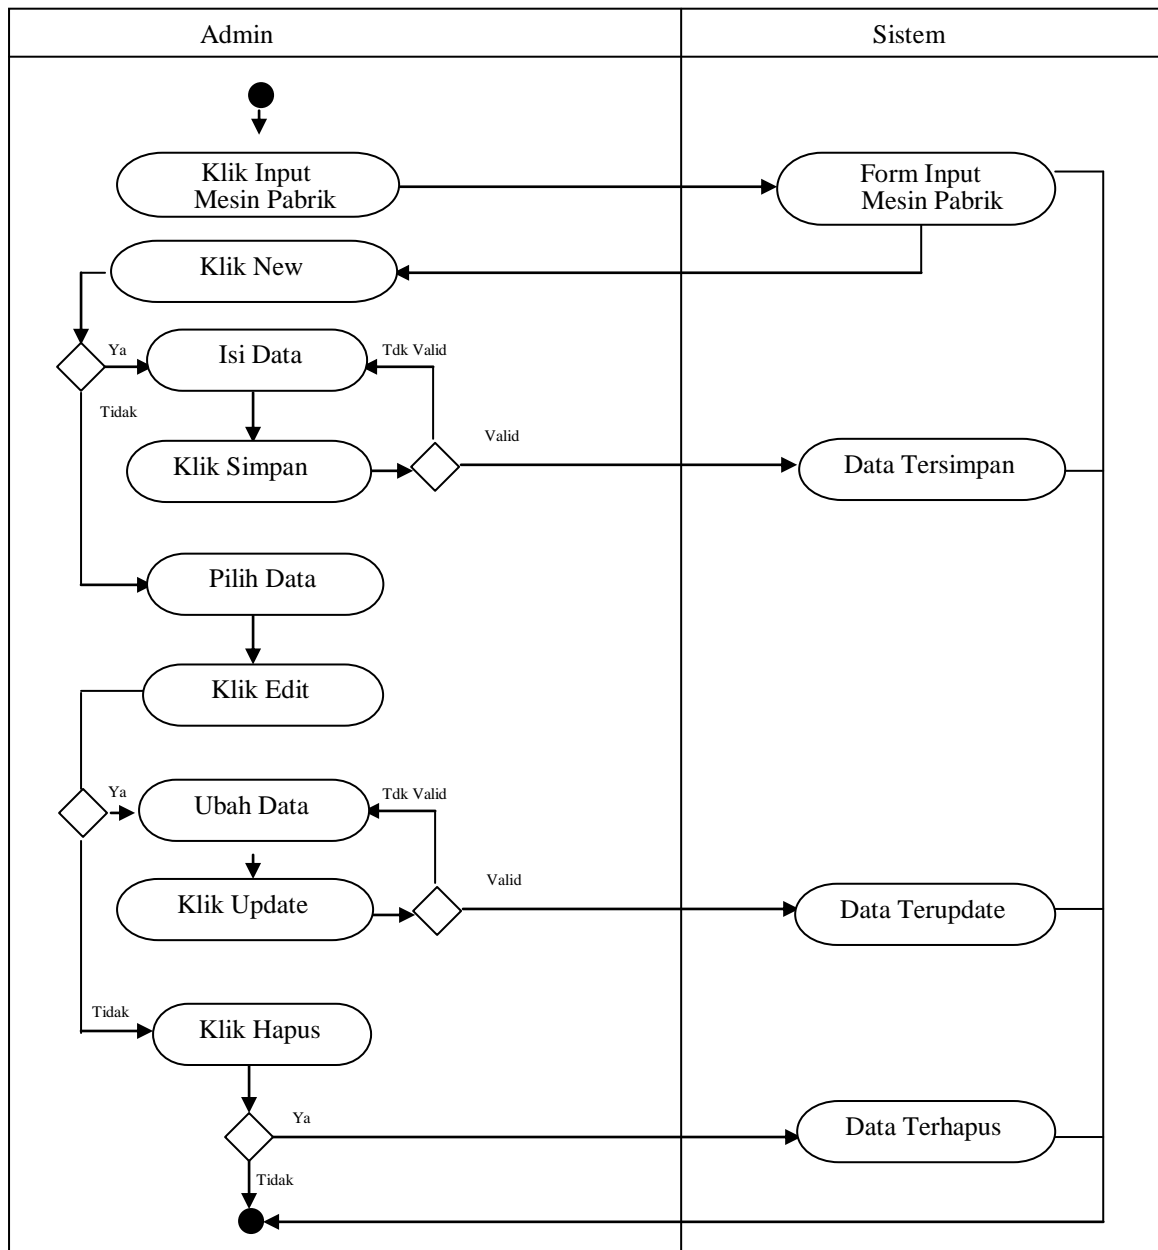 Admin
Sistem
Klik Input
Mesin Pabrik
Form Input
Mesin Pabrik
Klik New
Ya
Isi Data
Tdk Valid
Tidak
Klik Simpan
Valid
Data Tersimpan
Pilih Data
Klik Edit
Ya
Ubah Data
Tdk Valid
Klik Update
Valid
Data Terupdate
Tidak
Klik Hapus
Ya
Data Terhapus
Tidak